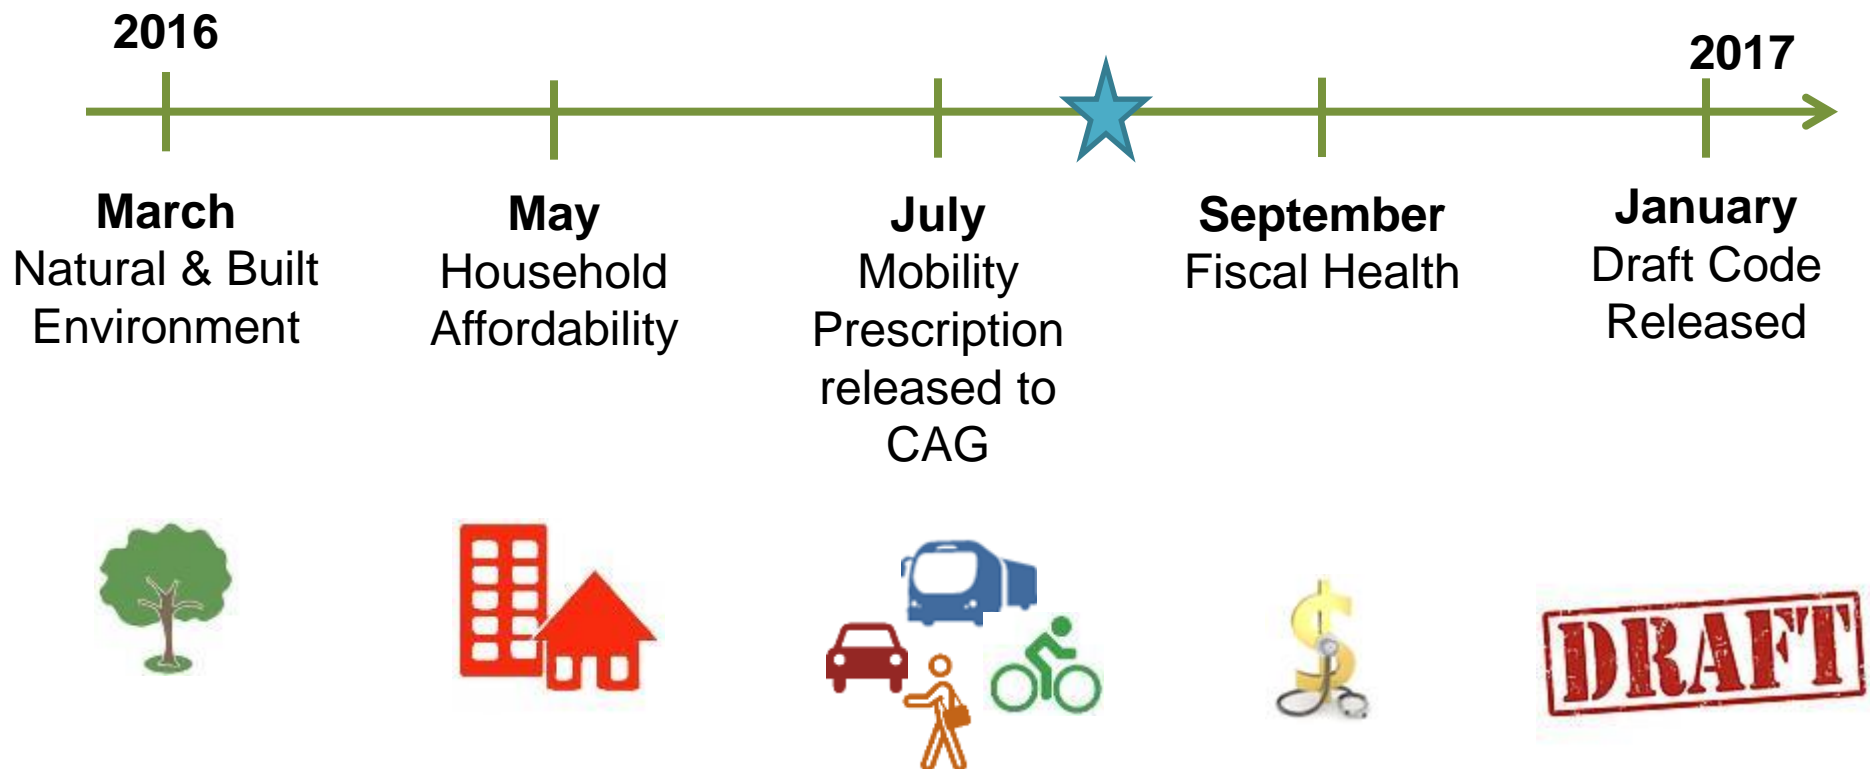 2016
2017
March
Natural & Built
Environment
May
Household
Affordability
July
Mobility
Prescription
released to
CAG
September
Fiscal Health
January
Draft Code
Released
DRAFT